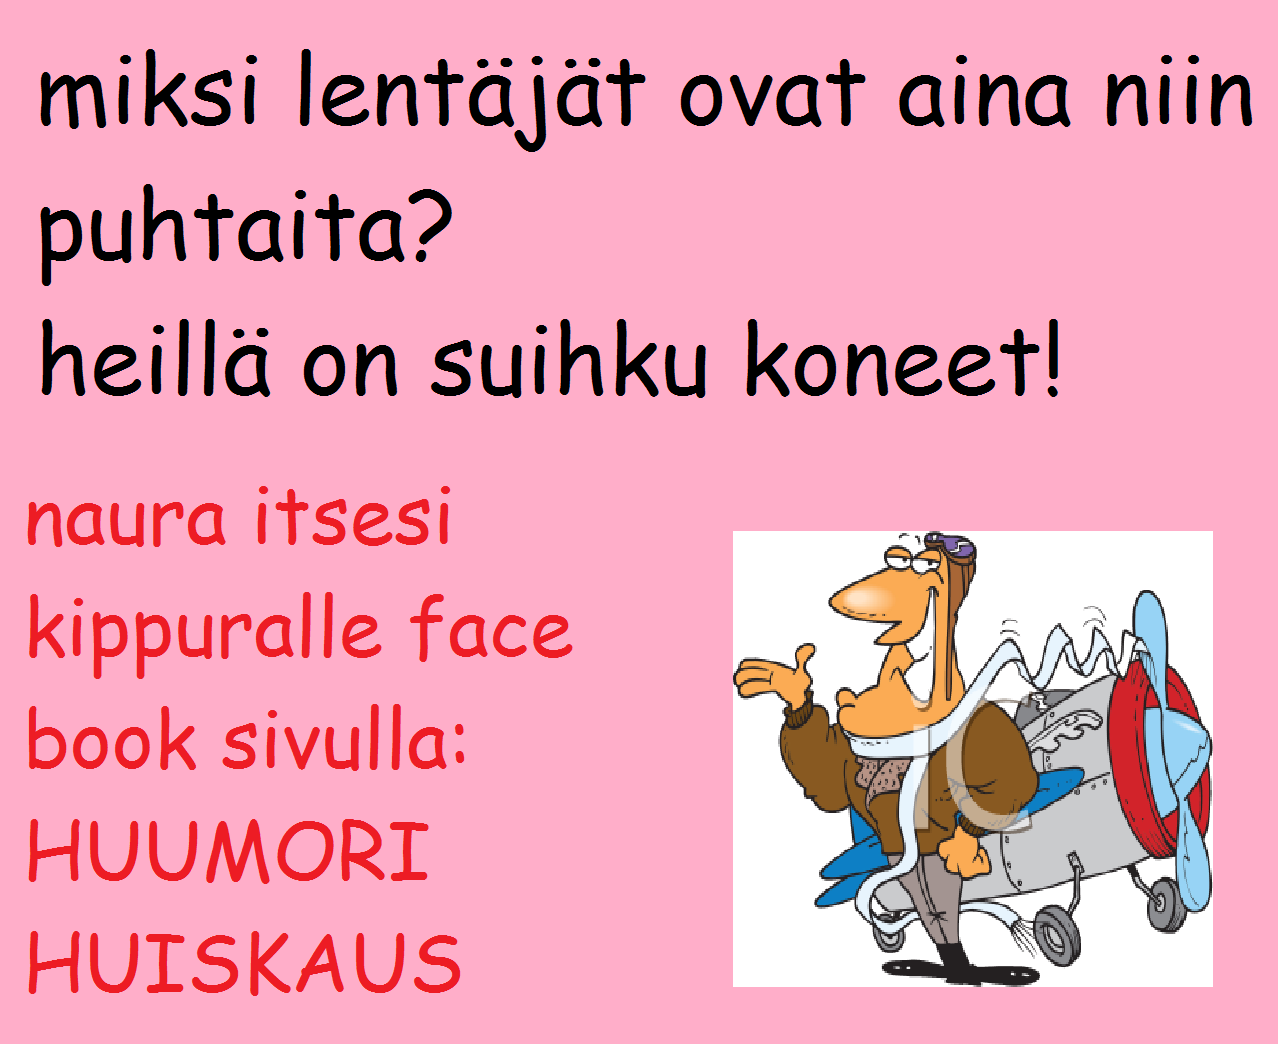 miksi lentäjät ovat aina niin
puhtaita?
heillä on suihku koneet!
naura itsesi
kippuralle face
book sivulla:
HUUMORI
HUISKAUS